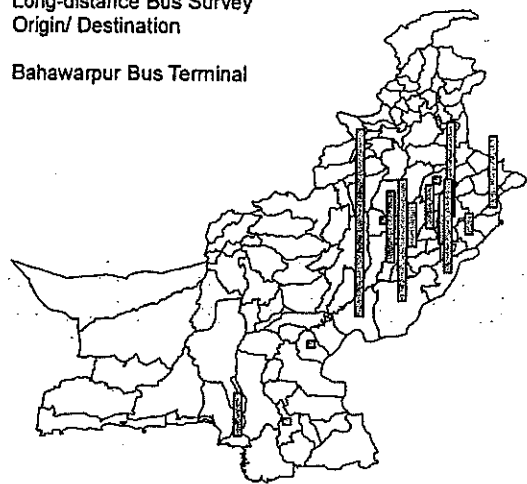 Long-distance Bus Survey
Origin/ Destination
Bahawarpur Bus Terminal